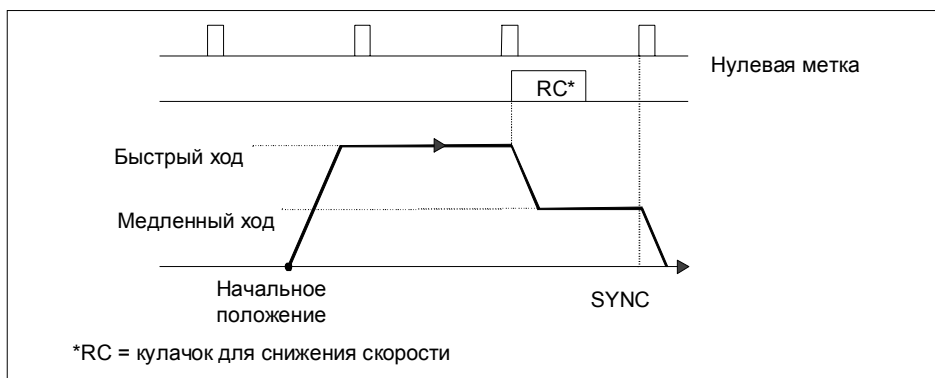 Нулевая метка
RC*
Быстрый ход
Медленный ход
Начальное
положение
SYNC
*RC = кулачок для снижения скорости